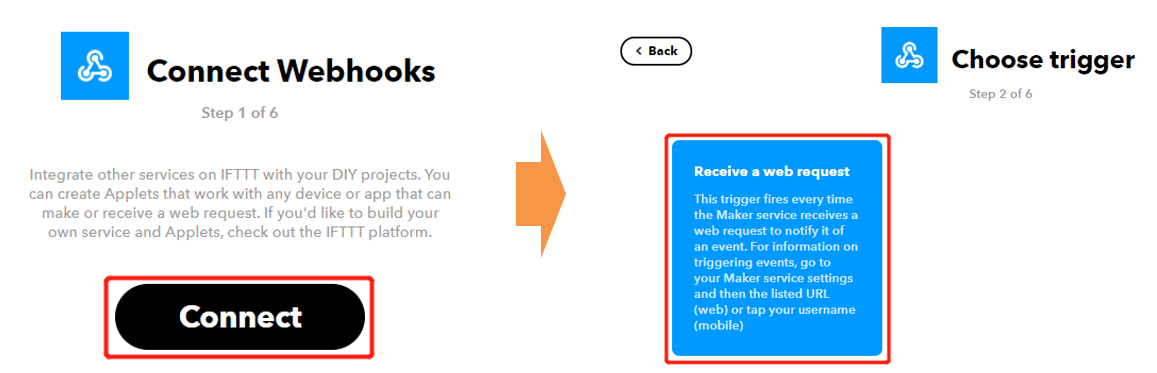 Connect Webhooks
Step 1 of 6
Integrate other services on IFTTT with your DIY projects. You
can create Applets that work with any device or app that can
make or receive a web request. If you'd like to build your
own service and Applets, check out the IFTTT platform.
Connect
Back
Choose trigger
Step 2 of 6
Receive a web request
This trigger fires every time
the Maker service receives a
web request to notify it of
an event. For information on
triggering events, go to
your Maker service settings
and then the listed URL
(web) or tap your username
(mobile)